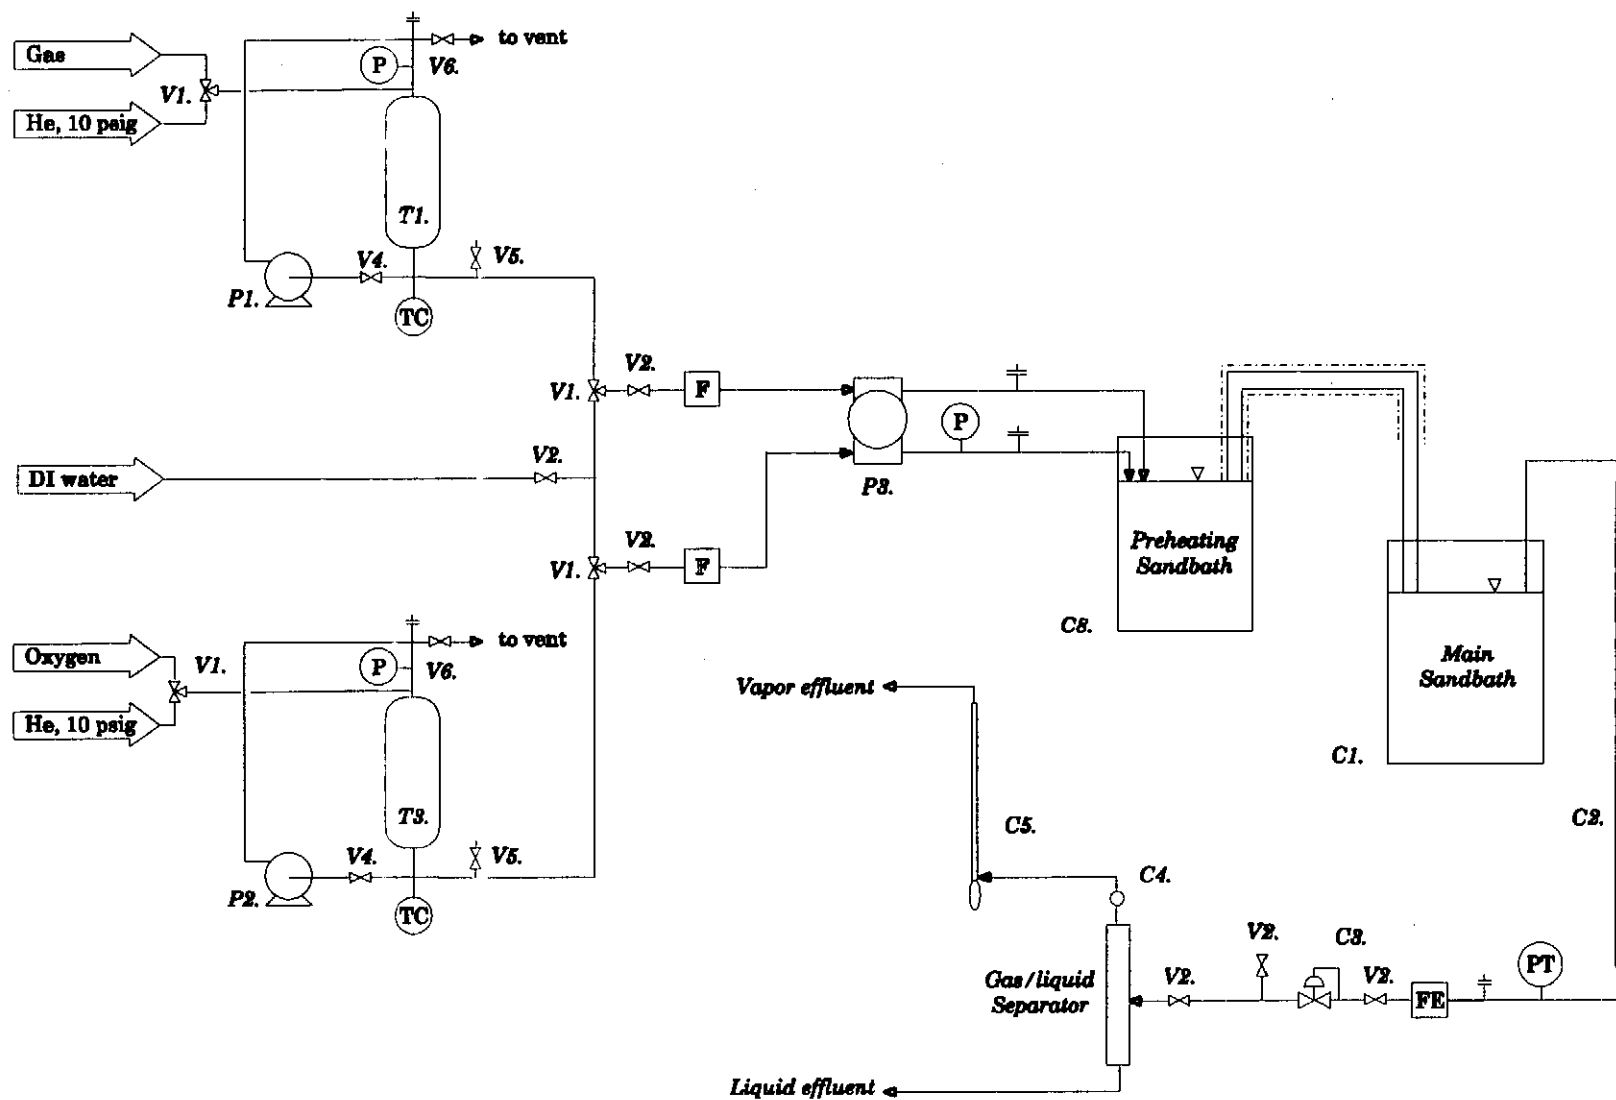 Gas
V1.
He, 10 psig
P
V6.
to vent
T1.
V4.
V5.
P1.
TC
V1.
V2.
F
DI water
V2.
V1.
V2.
F
P
P3.
Preheating
Sandbath
C8.
Main
Sandbath
C1.
Oxygen
V1.
He, 10 psig
P
V6.
to vent
T3.
V4.
V5.
P2.
TC
Vapor effluent
C5.
C4.
C2.
Gas/liquid
Separator
V2.
V2.
C3.
V2.
FE
PT
Liquid effluent